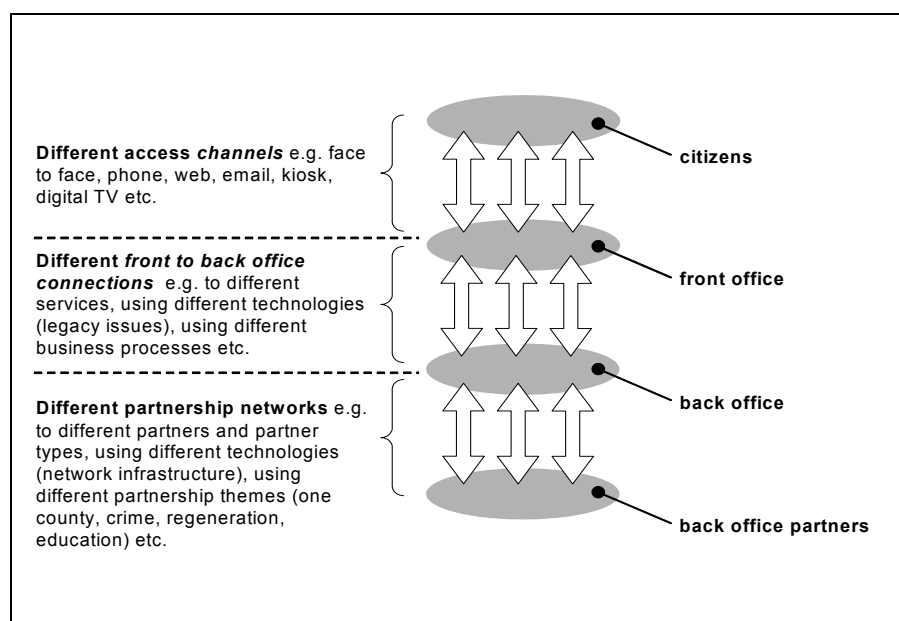 Different access channels e.g. face
to face, phone, web, email, kiosk,
digital TV etc.
citizens
Different front to back office
connections e.g. to different
services, using different technologies
(legacy issues), using different
business processes etc.
front office
Different partnership networks e.g.
to different partners and partner
types, using different technologies
(network infrastructure), using
different partnership themes (one
county, crime, regeneration,
education) etc.
back office
back office partners